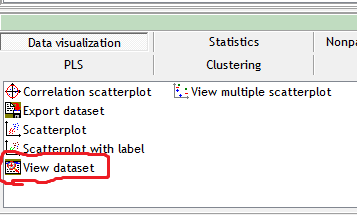 Data visualization Statistics Nonpa
PLS Clustering
Correlation scatterplot View multiple scatterplot
Export dataset
Scatterplot
Scatterplot with label
View dataset